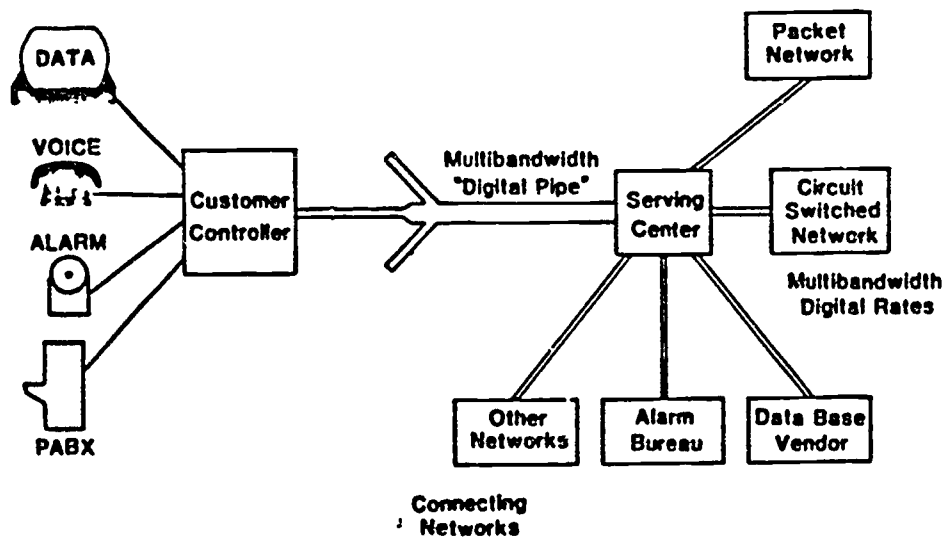 DATA
VOICE
ALARM
PABX
Customer
Controller
Multibandwidth
"Digital Pipe"
Serving
Center
Packet
Network
Circuit
Switched
Network
Multibandwidth
Digital Rates
Other
Networks
Alarm
Bureau
Data Base
Vendor
Connecting
Networks